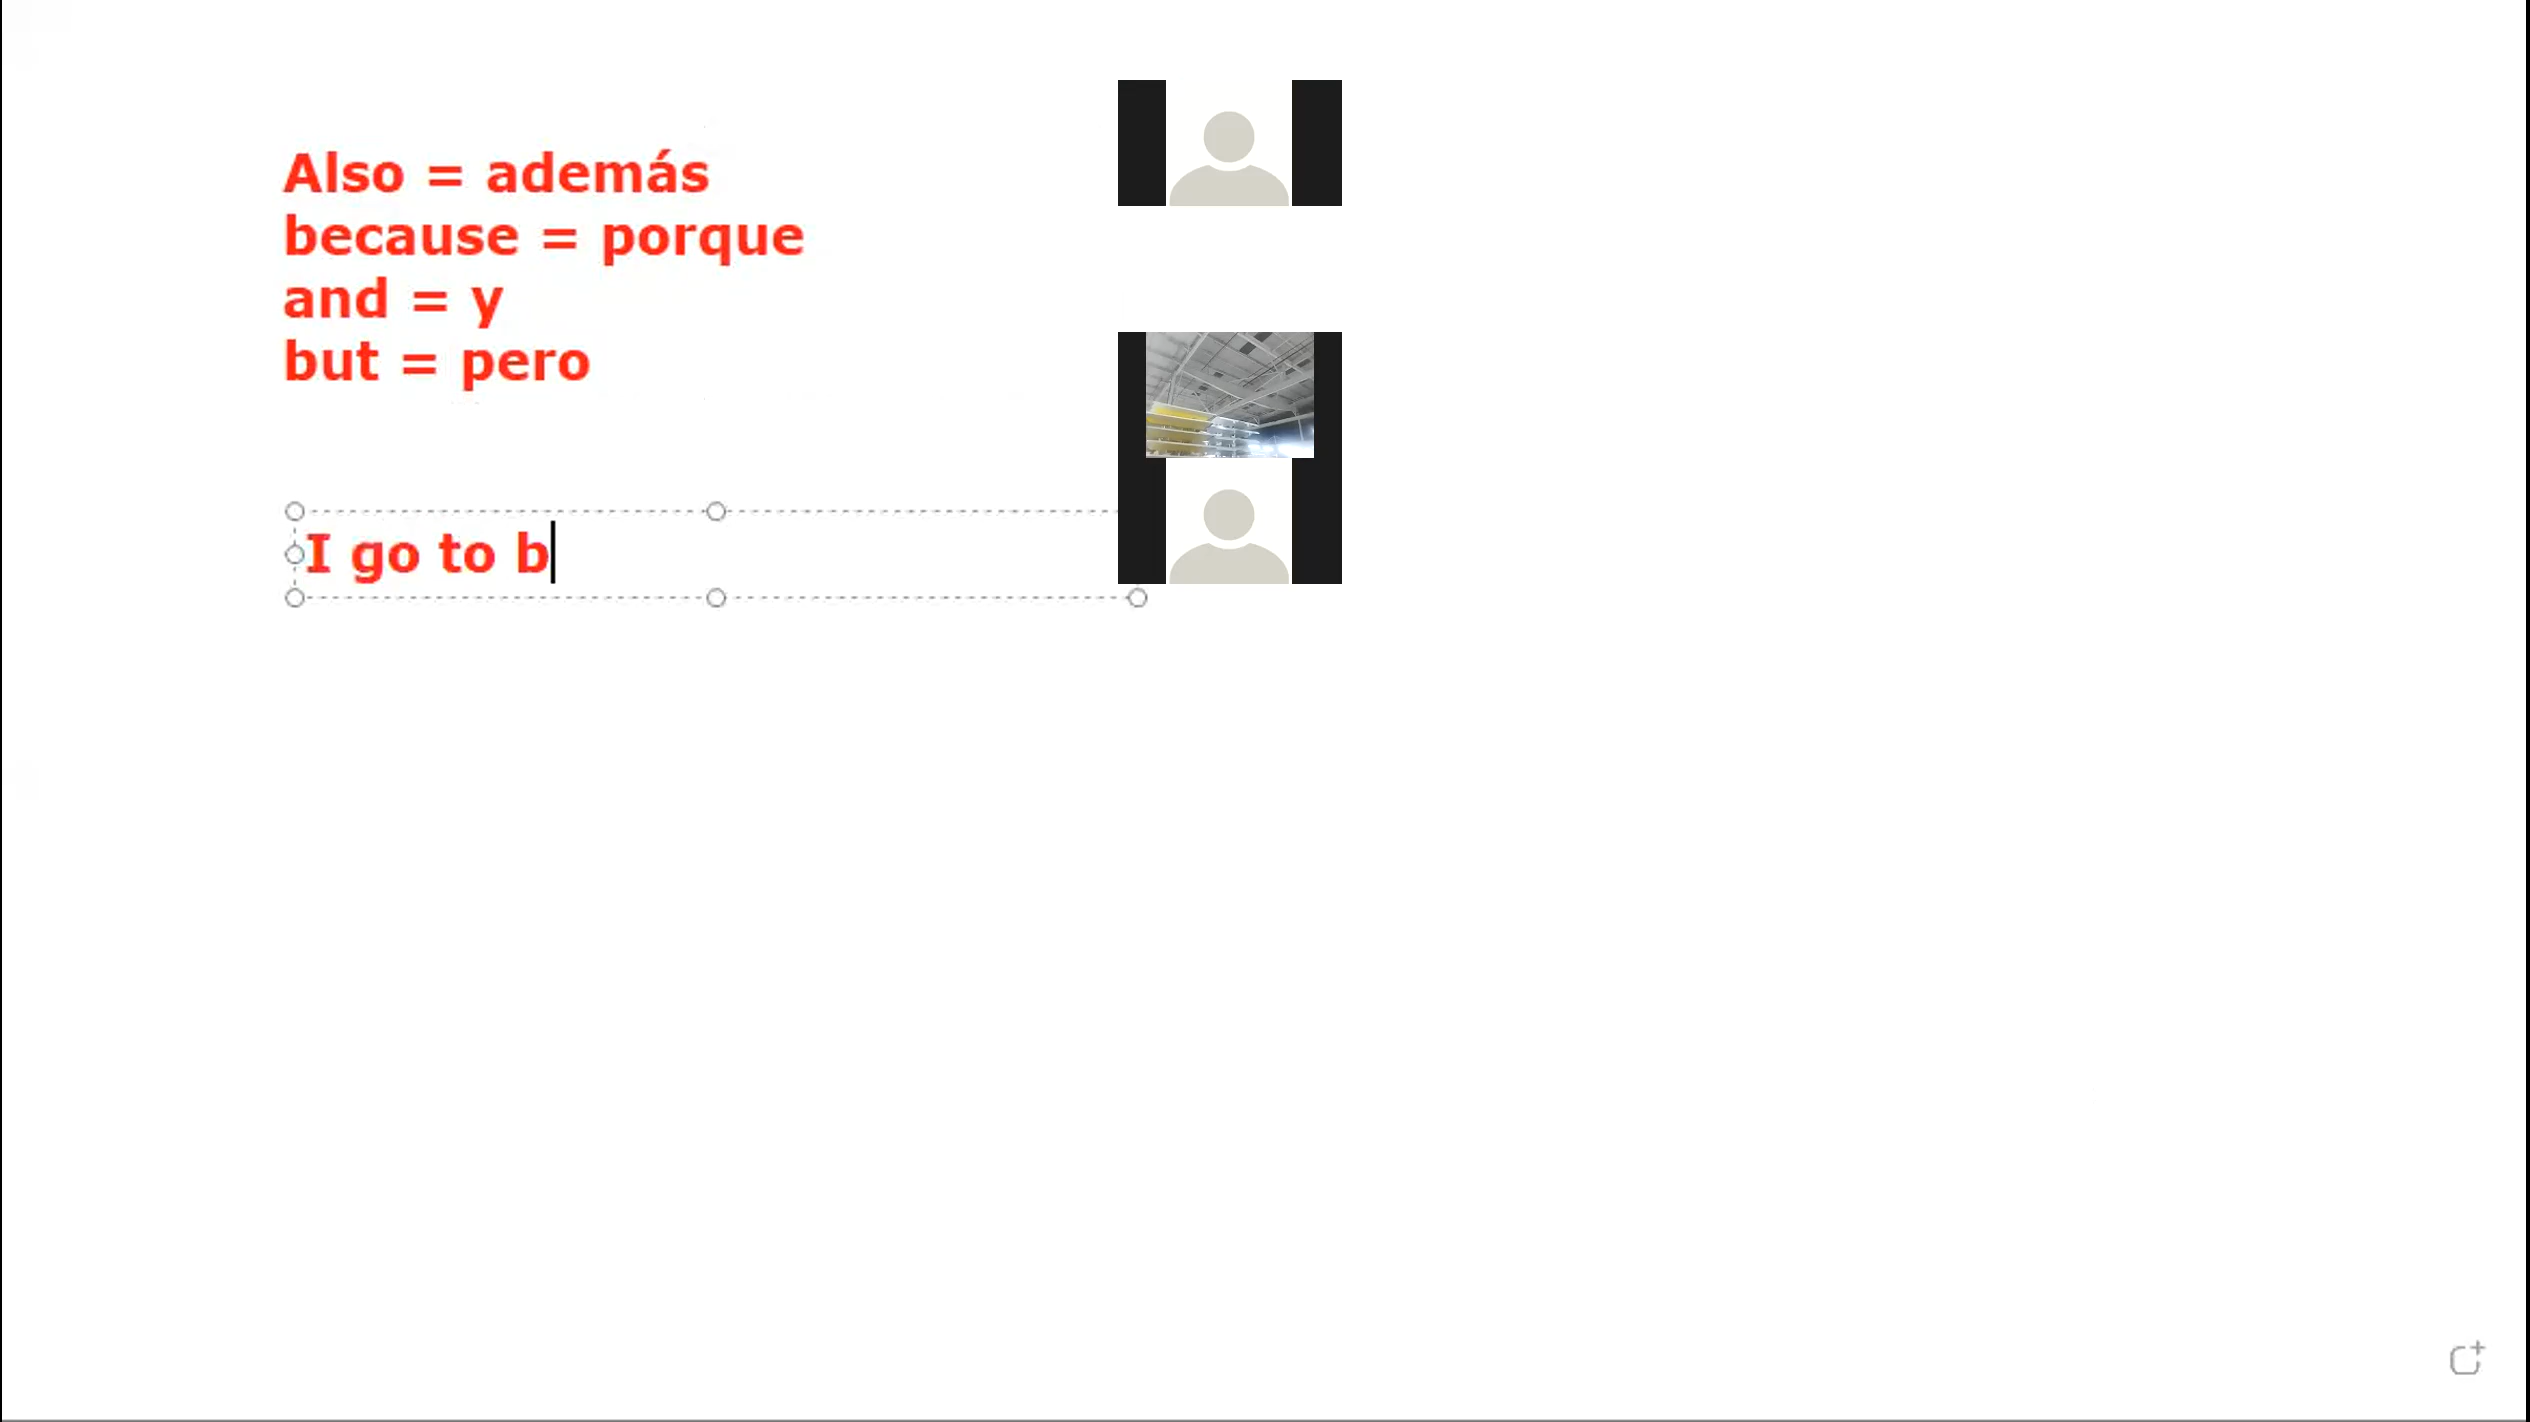 Also = además
because = porque
and = y
but = pero
I go to b